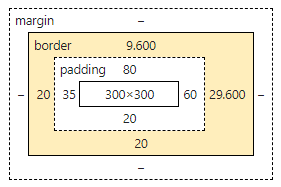 margin –
border 9.600
padding 80
– 20 35 300×300 60 29.600 –
20
20
–